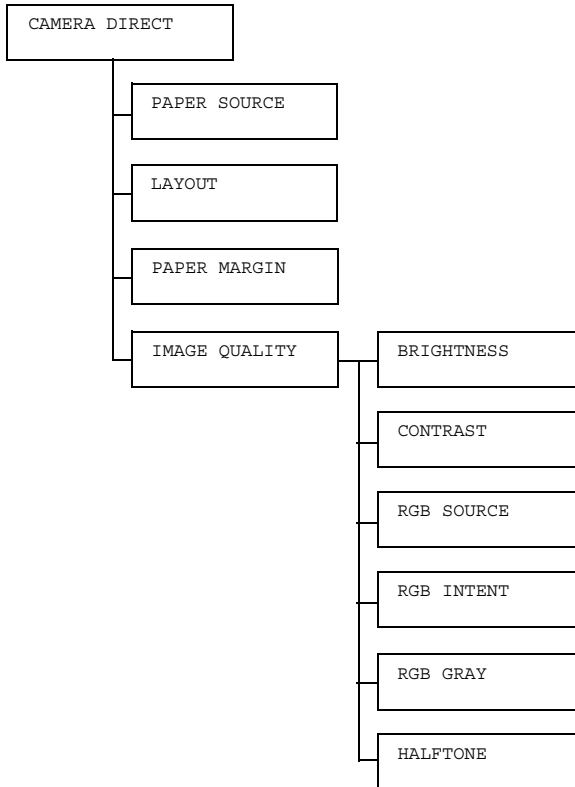 CAMERA DIRECT
PAPER SOURCE
LAYOUT
PAPER MARGIN
IMAGE QUALITY
BRIGHTNESS
CONTRAST
RGB SOURCE
RGB INTENT
RGB GRAY
HALFTONE